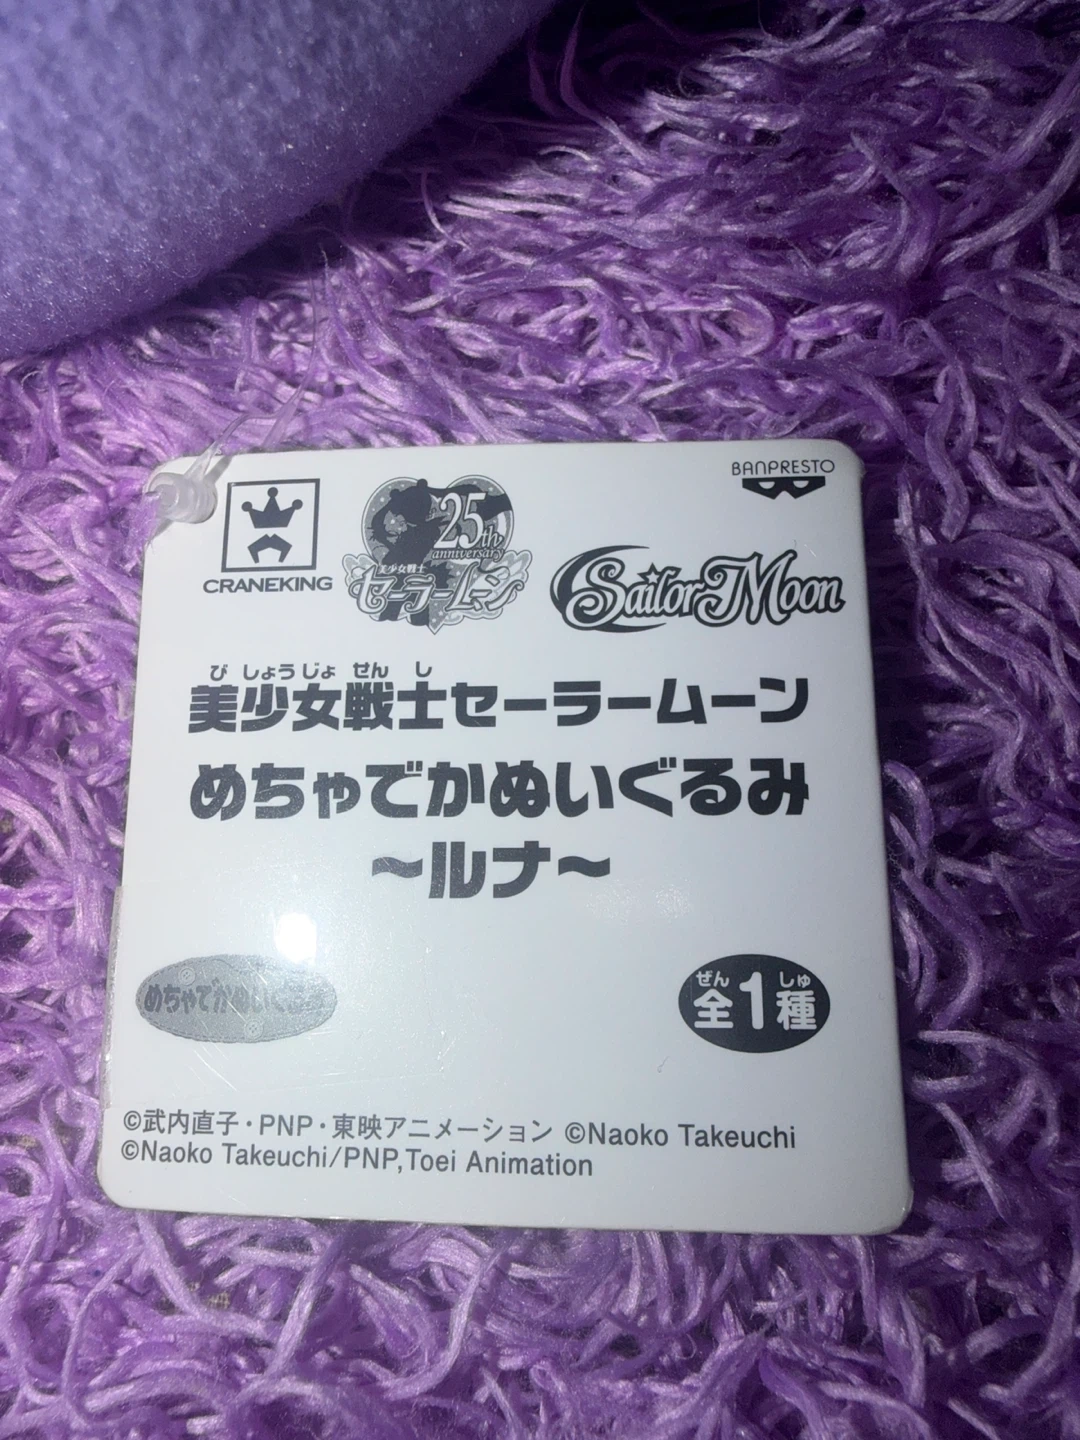 BANPRESTO
CRANEKING
25th
anniversary
美少女戦士
セーラームーン
Sailor Moon
び しょう じょ せん し
美少女戦士セーラームーン
めちゃでかぬいぐるみ
～ルナ～
めちゃでかぬいぐるみ
ぜん しゅ
全1種
©武内直子・PNP・東映アニメーション ©Naoko Takeuchi
©Naoko Takeuchi/PNP,Toei Animation